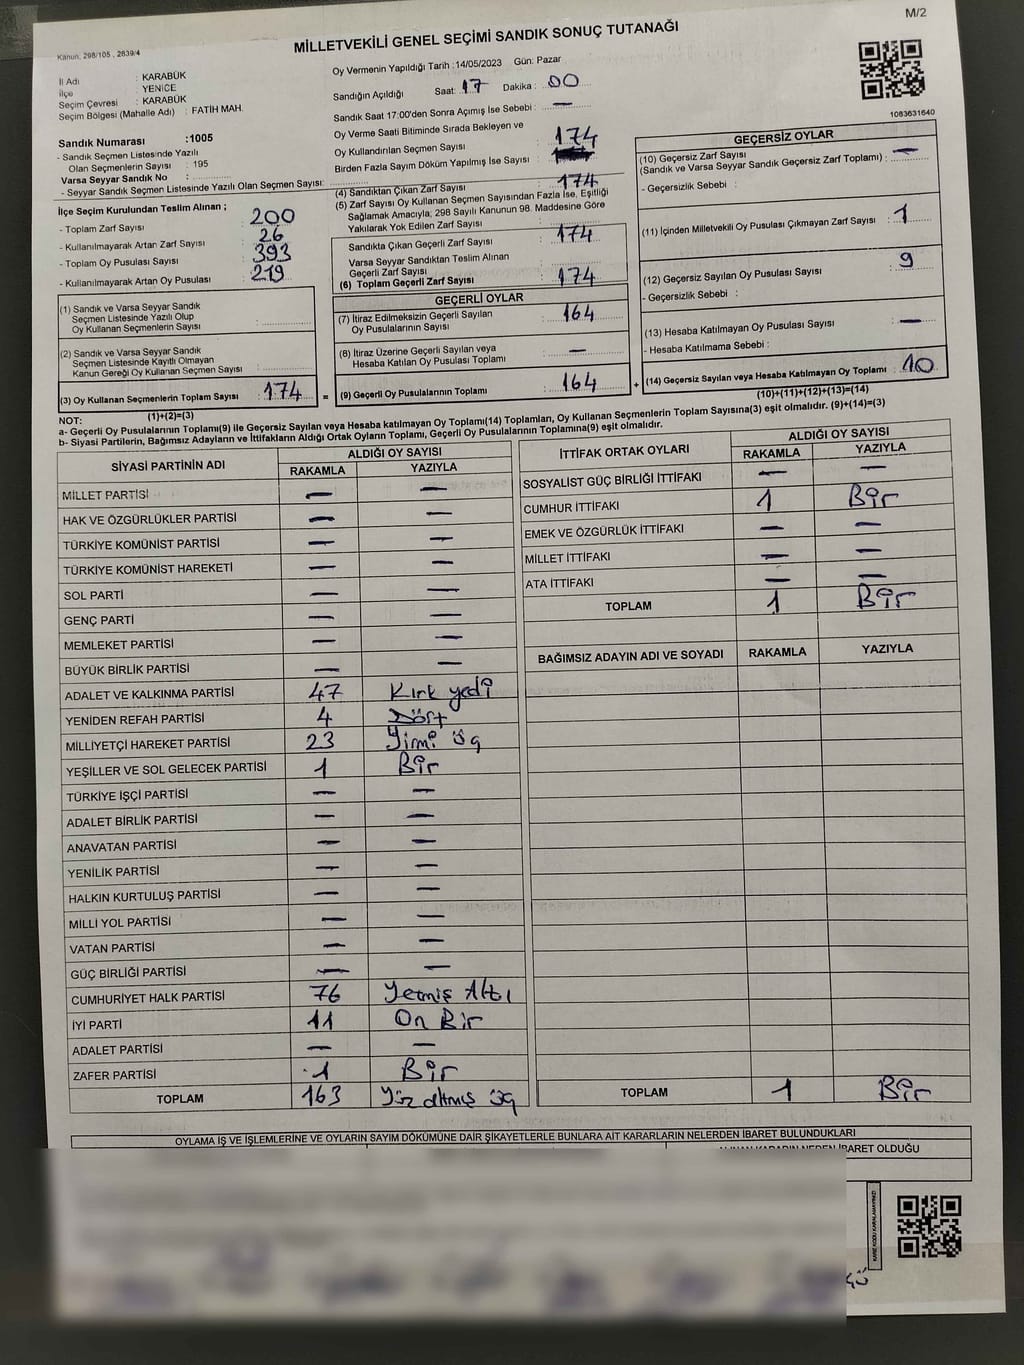 M/2
Kanun: 298/105 , 2839/4
MİLLETVEKİLİ GENEL SEÇİMİ SANDIK SONUÇ TUTANAĞI
İl Adı : KARABÜK
İlçe : YENİCE
Seçim Çevresi : KARABÜK
Seçim Bölgesi (Mahalle Adı) : FATİH MAH.
Sandık Numarası :1005
- Sandık Seçmen Listesinde Yazılı
Olan Seçmenlerin Sayısı : 195
Varsa Seyyar Sandık No :
- Seyyar Sandık Seçmen Listesinde Yazılı Olan Seçmen Sayısı:
Oy Vermenin Yapıldığı Tarih :14/05/2023 Gün: Pazar
Sandığın Açıldığı Saat: 17 Dakika: 00
Sandık Saat 17:00'den Sonra Açımış İse Sebebi : —
Oy Verme Saati Bitiminde Sırada Bekleyen ve
Oy Kullandırılan Seçmen Sayısı : 174
Birden Fazla Sayım Döküm Yapılmış İse Sayısı :
(4) Sandıktan Çıkan Zarf Sayısı : 174
(5) Zarf Sayısı Oy Kullanan Seçmen Sayısından Fazla İse, Eşitliği
Sağlamak Amacıyla; 298 Sayılı Kanunun 98. Maddesine Göre
Yakılarak Yok Edilen Zarf Sayısı :
1083631640
İlçe Seçim Kurulundan Teslim Alınan ;
- Toplam Zarf Sayısı : 200
- Kullanılmayarak Artan Zarf Sayısı : 26
- Toplam Oy Pusulası Sayısı : 393
- Kullanılmayarak Artan Oy Pusulası : 219
Sandıkta Çıkan Geçerli Zarf Sayısı : 174
Varsa Seyyar Sandıktan Teslim Alınan
Geçerli Zarf Sayısı :
(6) Toplam Geçerli Zarf Sayısı : 174
GEÇERSİZ OYLAR
(10) Geçersiz Zarf Sayısı
(Sandık ve Varsa Seyyar Sandık Geçersiz Zarf Toplamı) : —
- Geçersizlik Sebebi :
(11) İçinden Milletvekili Oy Pusulası Çıkmayan Zarf Sayısı : 1
(12) Geçersiz Sayılan Oy Pusulası Sayısı : 9
- Geçersizlik Sebebi :
(13) Hesaba Katılmayan Oy Pusulası Sayısı : —
- Hesaba Katılmama Sebebi :
(14) Geçersiz Sayılan veya Hesaba Katılmayan Oy Toplamı : 10
(10)+(11)+(12)+(13)=(14)
(1) Sandık ve Varsa Seyyar Sandık
Seçmen Listesinde Yazılı Olup
Oy Kullanan Seçmenlerin Sayısı :
(2) Sandık ve Varsa Seyyar Sandık
Seçmen Listesinde Kayıtlı Olmayan
Kanun Gereği Oy Kullanan Seçmen Sayısı :
(3) Oy Kullanan Seçmenlerin Toplam Sayısı : 174
(1)+(2)=(3)
=
GEÇERLİ OYLAR
(7) İtiraz Edilmeksizin Geçerli Sayılan
Oy Pusulalarının Sayısı : 164
(8) İtiraz Üzerine Geçerli Sayılan veya
Hesaba Katılan Oy Pusulası Toplamı : —
(9) Geçerli Oy Pusulalarının Toplamı : 164
+
NOT:
a- Geçerli Oy Pusulalarının Toplamı(9) ile Geçersiz Sayılan veya Hesaba katılmayan Oy Toplamı(14) Toplamları, Oy Kullanan Seçmenlerin Toplam Sayısına(3) eşit olmalıdır. (9)+(14)=(3)
b- Siyasi Partilerin, Bağımsız Adayların ve İttifakların Aldığı Ortak Oyların Toplamı, Geçerli Oy Pusulalarının Toplamına(9) eşit olmalıdır.
SİYASİ PARTİNİN ADI ALDIĞI OY SAYISI
RAKAMLA YAZIYLA
MİLLET PARTİSİ — —
HAK VE ÖZGÜRLÜKLER PARTİSİ — —
TÜRKİYE KOMÜNİST PARTİSİ — —
TÜRKİYE KOMÜNİST HAREKETİ — —
SOL PARTİ — —
GENÇ PARTİ — —
MEMLEKET PARTİSİ — —
BÜYÜK BİRLİK PARTİSİ — —
ADALET VE KALKINMA PARTİSİ 47 Kırk yedi
YENİDEN REFAH PARTİSİ 4 Dört
MİLLİYETÇİ HAREKET PARTİSİ 23 Yirmi üç
YEŞİLLER VE SOL GELECEK PARTİSİ 1 Bir
TÜRKİYE İŞÇİ PARTİSİ — —
ADALET BİRLİK PARTİSİ — —
ANAVATAN PARTİSİ — —
YENİLİK PARTİSİ — —
HALKIN KURTULUŞ PARTİSİ — —
MİLLİ YOL PARTİSİ — —
VATAN PARTİSİ — —
GÜÇ BİRLİĞİ PARTİSİ — —
CUMHURİYET HALK PARTİSİ 76 Yetmiş Altı
İYİ PARTİ 11 On Bir
ADALET PARTİSİ — —
ZAFER PARTİSİ 1 Bir
TOPLAM 163 Yüz altmış üç
İTTİFAK ORTAK OYLARI ALDIĞI OY SAYISI
RAKAMLA YAZIYLA
SOSYALİST GÜÇ BİRLİĞİ İTTİFAKI — —
CUMHUR İTTİFAKI 1 Bir
EMEK VE ÖZGÜRLÜK İTTİFAKI — —
MİLLET İTTİFAKI — —
ATA İTTİFAKI — —
TOPLAM 1 Bir
BAĞIMSIZ ADAYIN ADI VE SOYADI RAKAMLA YAZIYLA
TOPLAM 1 Bir
OYLAMA İŞ VE İŞLEMLERİNE VE OYLARIN SAYIM DÖKÜMÜNE DAİR ŞİKAYETLERLE BUNLARA AİT KARARLARIN NELERDEN İBARET BULUNDUKLARI
İBARET OLDUĞU
KARE KODU KARALAMAYINIZ!